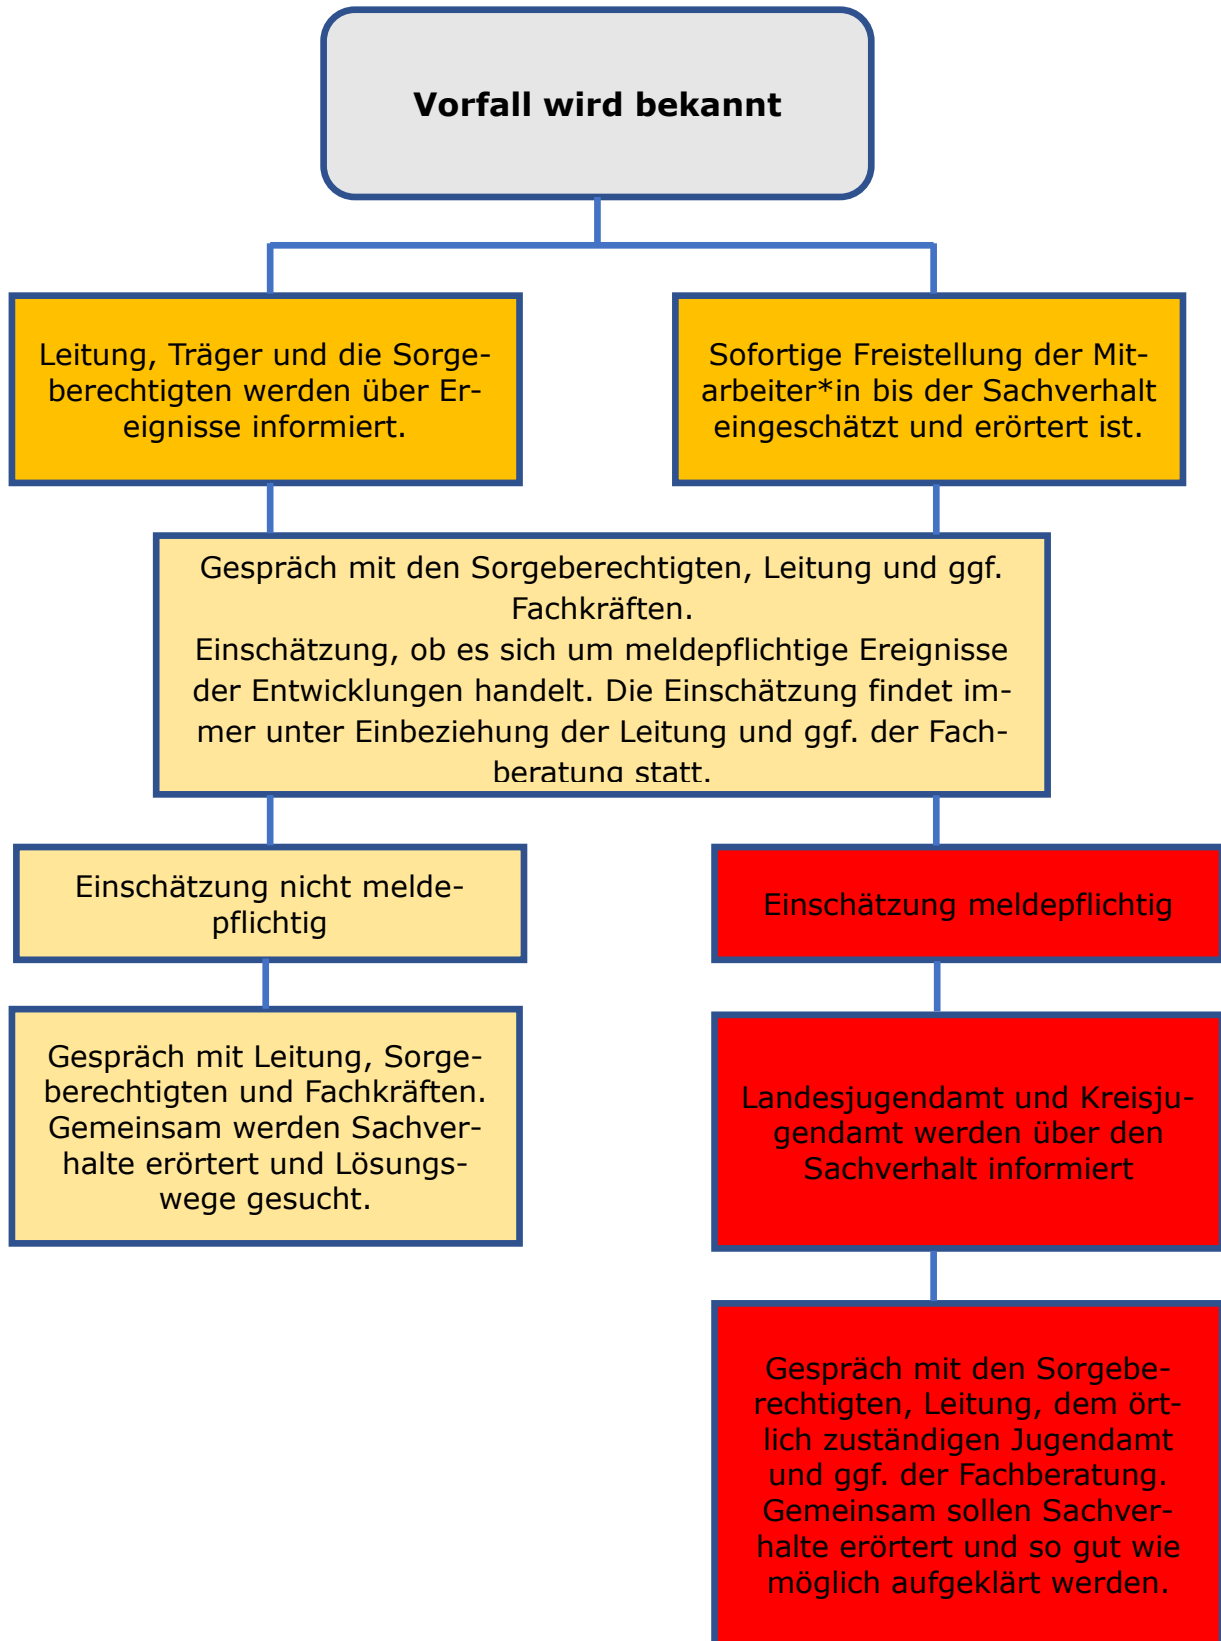 Vorfall wird bekannt
Leitung, Träger und die Sorge-
berechtigten werden über Er-
eignisse informiert.
Sofortige Freistellung der Mit-
arbeiter*in bis der Sachverhalt
eingeschätzt und erörtert ist.
Gespräch mit den Sorgeberechtigten, Leitung und ggf.
Fachkräften.
Einschätzung, ob es sich um meldepflichtige Ereignisse
der Entwicklungen handelt. Die Einschätzung findet im-
mer unter Einbeziehung der Leitung und ggf. der Fach-
beratung statt.
Einschätzung nicht melde-
pflichtig
Einschätzung meldepflichtig
Gespräch mit Leitung, Sorge-
berechtigten und Fachkräften.
Gemeinsam werden Sachver-
halte erörtert und Lösungs-
wege gesucht.
Landesjugendamt und Kreisju-
gendamt werden über den
Sachverhalt informiert
Gespräch mit den Sorgebe-
rechtigten, Leitung, dem ört-
lich zuständigen Jugendamt
und ggf. der Fachberatung.
Gemeinsam sollen Sachver-
halte erörtert und so gut wie
möglich aufgeklärt werden.